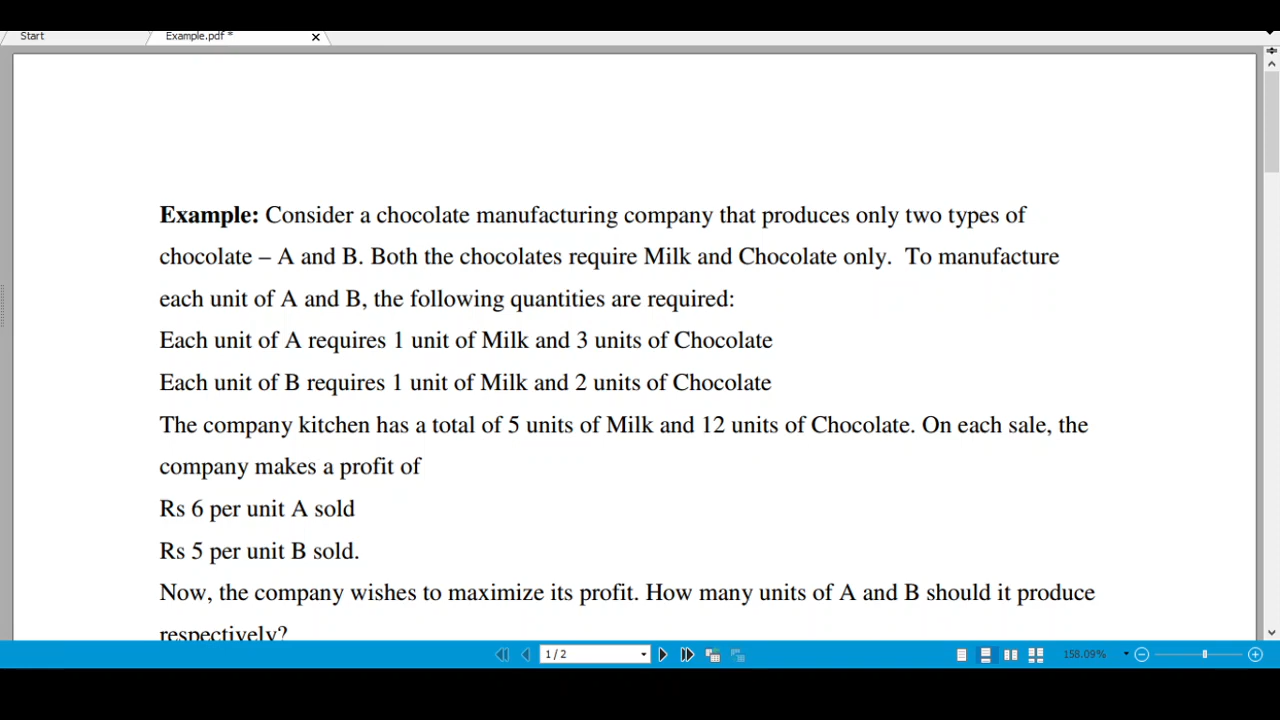 Start
Example.pdf *
Example: Consider a chocolate manufacturing company that produces only two types of
chocolate – A and B. Both the chocolates require Milk and Chocolate only.  To manufacture
each unit of A and B, the following quantities are required:
Each unit of A requires 1 unit of Milk and 3 units of Chocolate
Each unit of B requires 1 unit of Milk and 2 units of Chocolate
The company kitchen has a total of 5 units of Milk and 12 units of Chocolate. On each sale, the
company makes a profit of
Rs 6 per unit A sold
Rs 5 per unit B sold.
Now, the company wishes to maximize its profit. How many units of A and B should it produce
respectively?
1 / 2
158.09%